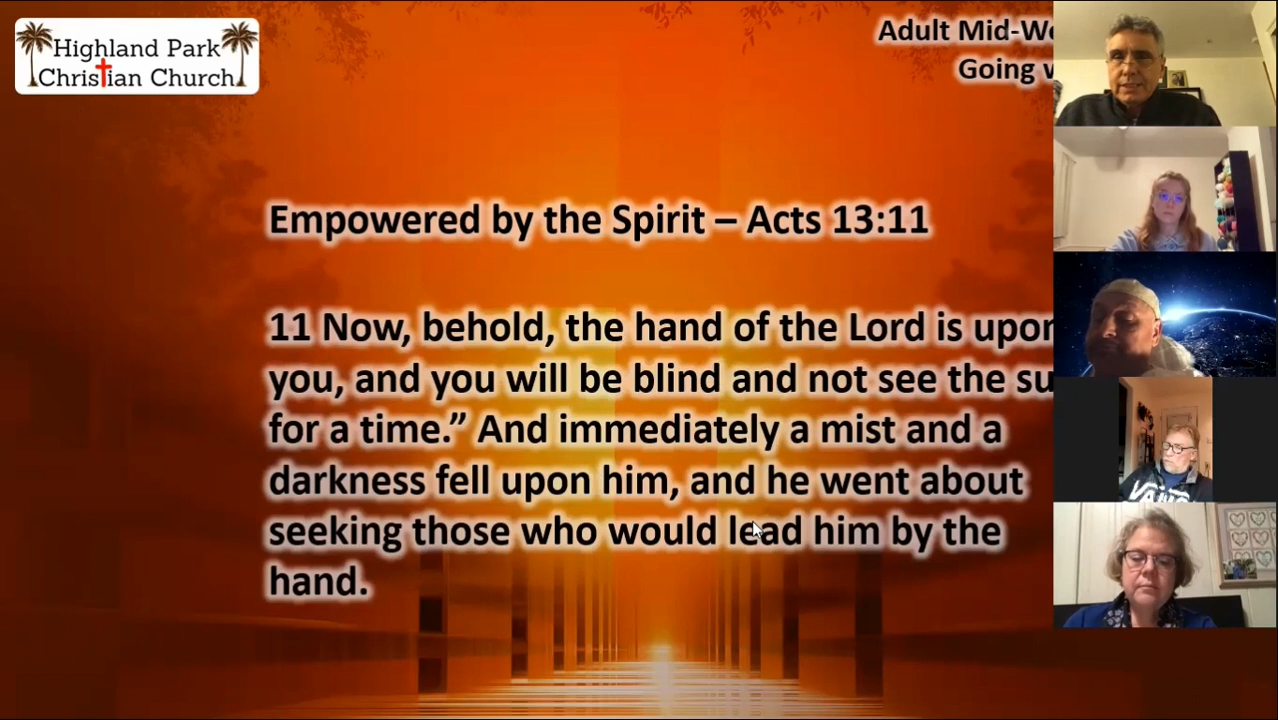 Highland Park
Christian Church
Adult Mid-We
Going
Empowered by the Spirit – Acts 13:11
11 Now, behold, the hand of the Lord is upon
you, and you will be blind and not see the su
for a time.” And immediately a mist and a
darkness fell upon him, and he went about
seeking those who would lead him by the
hand.